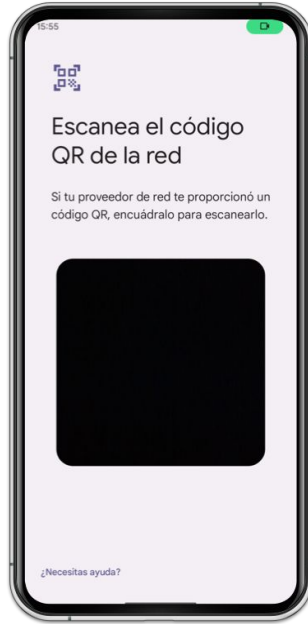 15:55
Escanea el código
QR de la red
Si tu proveedor de red te proporcionó un
código QR, encuádralo para escanearlo.
¿Necesitas ayuda?